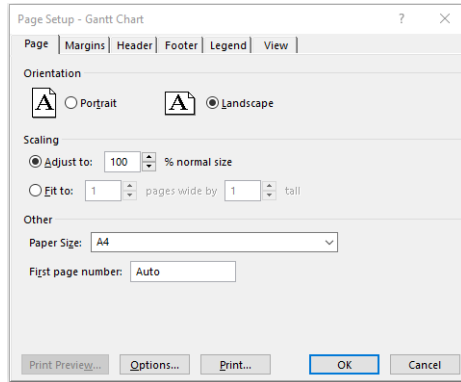 Page Setup - Gantt Chart ? ×
Page Margins Header Footer Legend View
Orientation
A Portrait A Landscape
Scaling
Adjust to: 100 % normal size
Fit to: 1 pages wide by 1 tall
Other
Paper Size: A4
First page number: Auto
Print Preview... Options... Print... OK Cancel